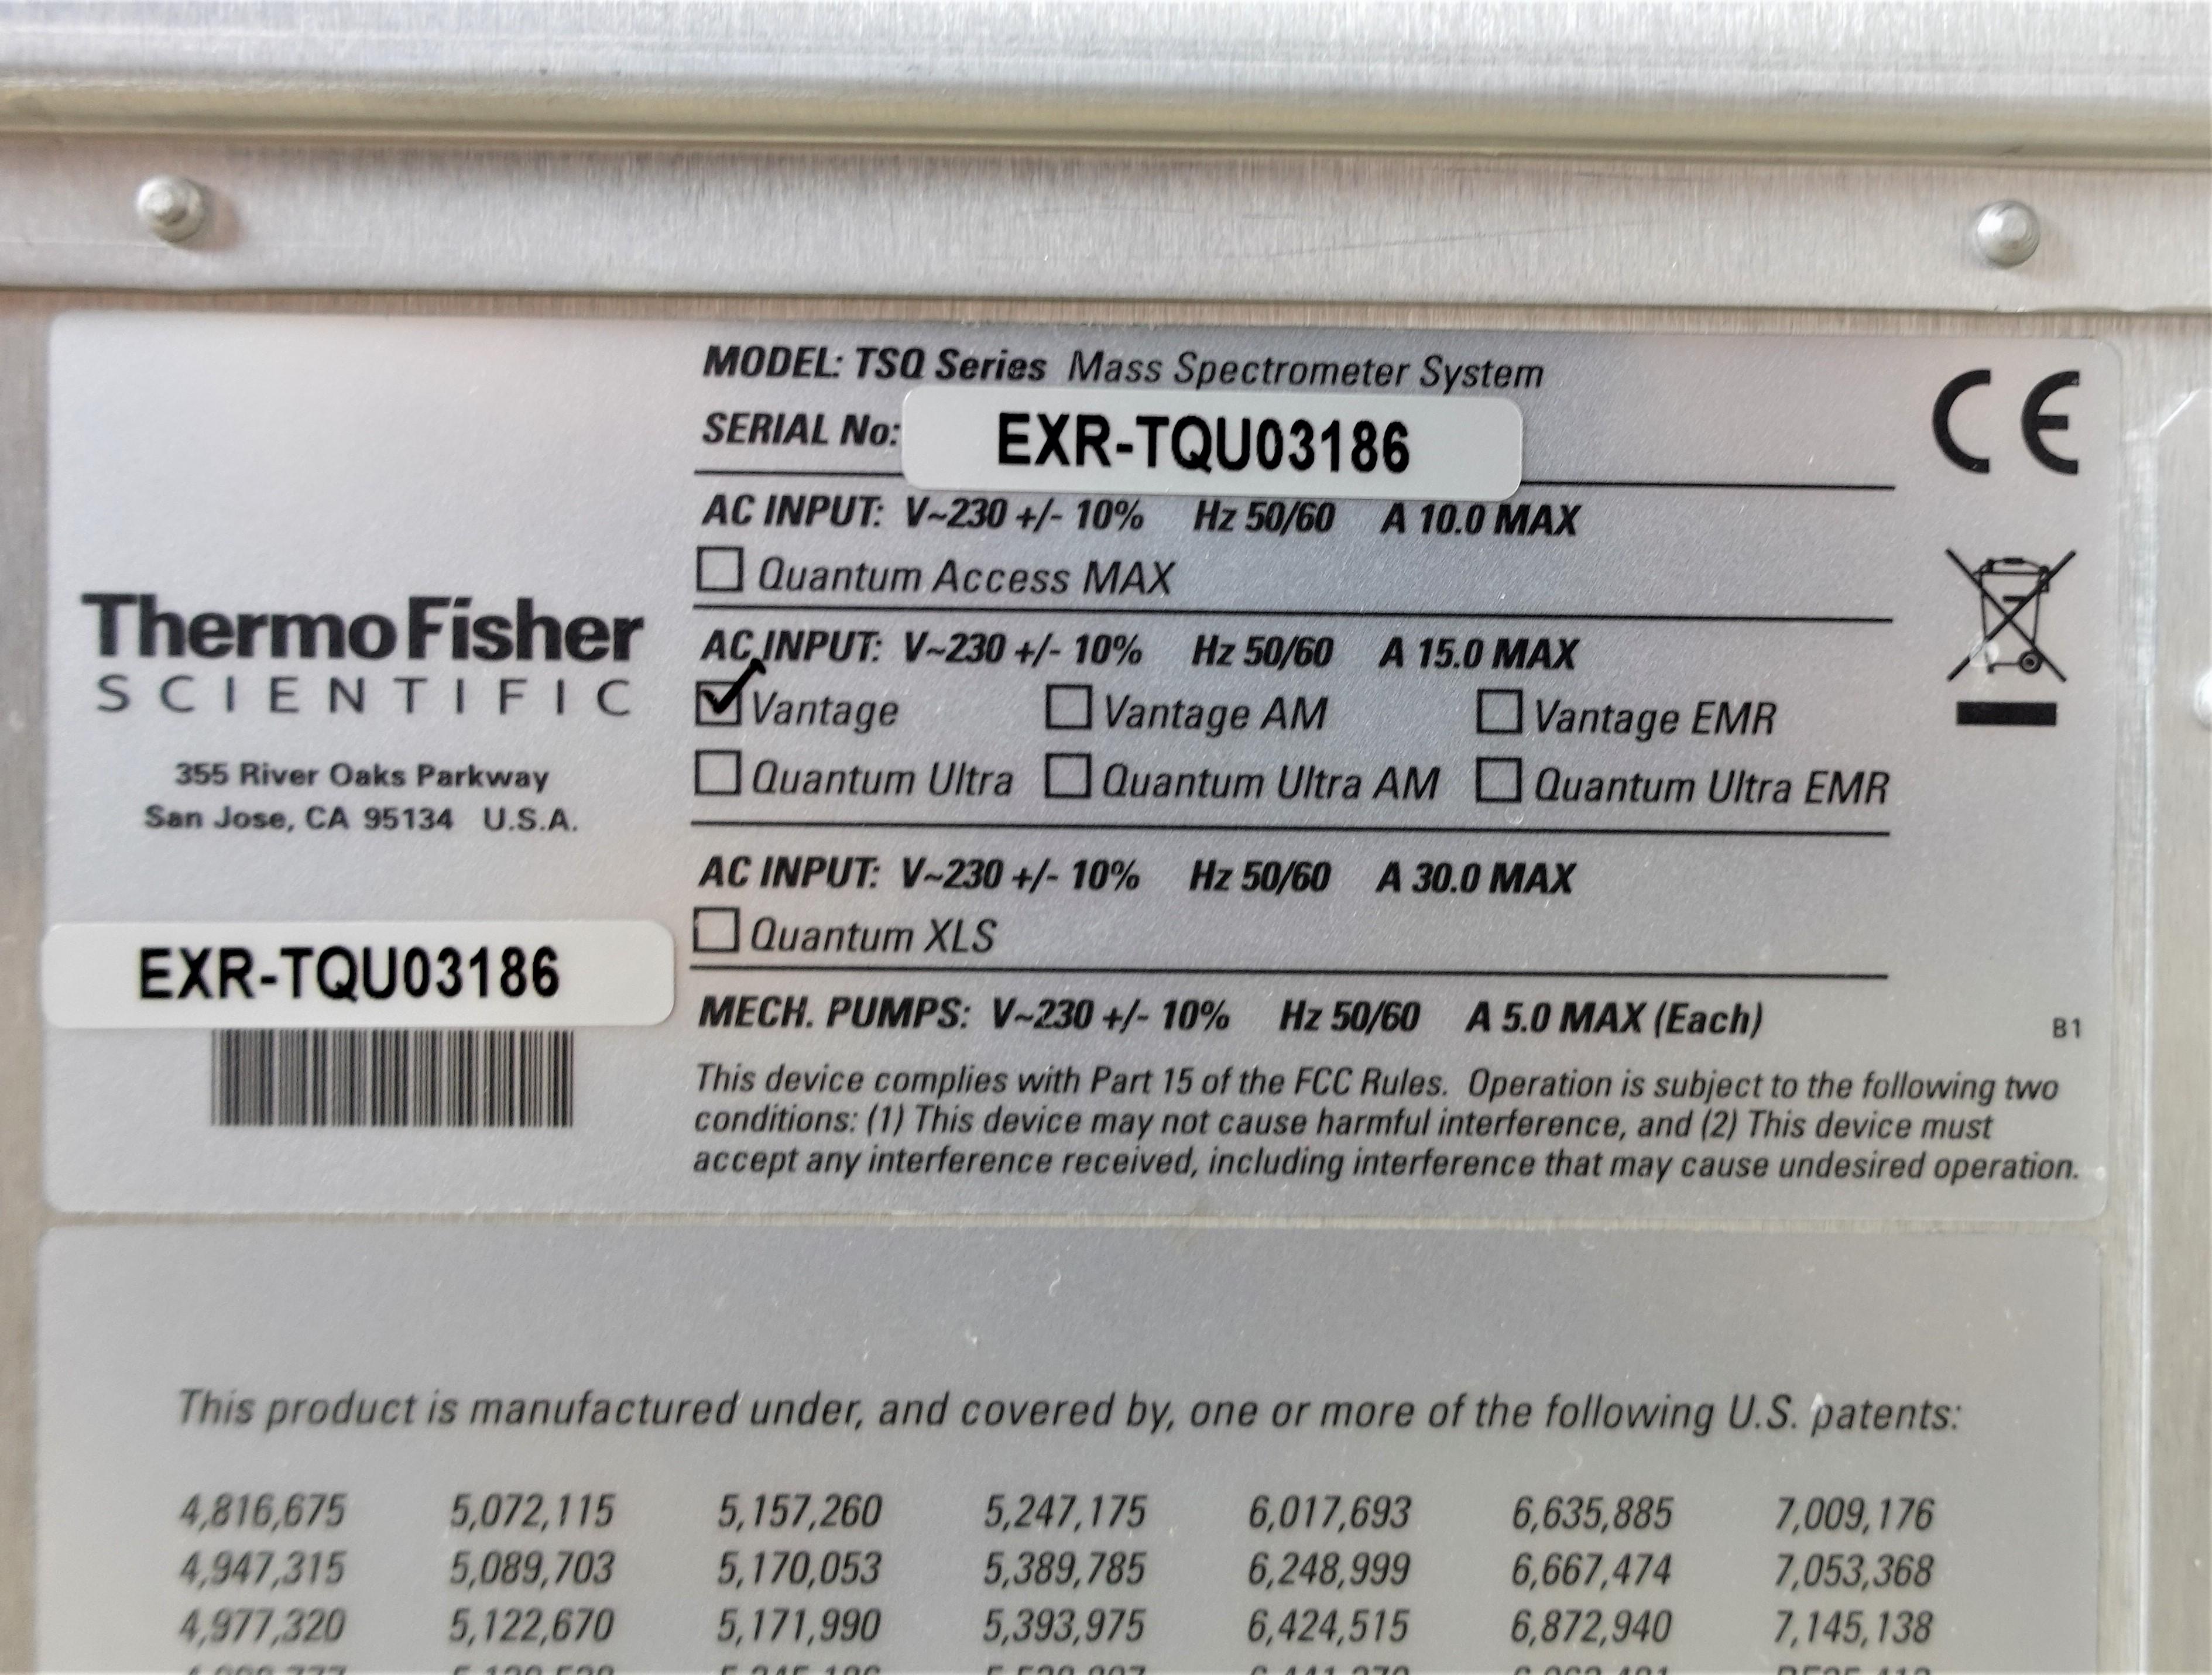 MODEL: TSQ Series Mass Spectrometer System
SERIAL No: EXR-TQU03186
CE
AC INPUT: V~230 +/- 10% Hz 50/60 A 10.0 MAX
Quantum Access MAX
AC INPUT: V~230 +/- 10% Hz 50/60 A 15.0 MAX
Vantage Vantage AM Vantage EMR
Quantum Ultra Quantum Ultra AM Quantum Ultra EMR
AC INPUT: V~230 +/- 10% Hz 50/60 A 30.0 MAX
Quantum XLS
MECH. PUMPS: V~230 +/- 10% Hz 50/60 A 5.0 MAX (Each)
B1
This device complies with Part 15 of the FCC Rules. Operation is subject to the following two
conditions: (1) This device may not cause harmful interference, and (2) This device must
accept any interference received, including interference that may cause undesired operation.
Thermo Fisher
SCIENTIFIC
355 River Oaks Parkway
San Jose, CA 95134 U.S.A.
EXR-TQU03186
This product is manufactured under, and covered by, one or more of the following U.S. patents:
4,816,675 5,072,115 5,157,260 5,247,175 6,017,693 6,635,885 7,009,176
4,947,315 5,089,703 5,170,053 5,389,785 6,248,999 6,667,474 7,053,368
4,977,320 5,122,670 5,171,990 5,393,975 6,424,515 6,872,940 7,145,138